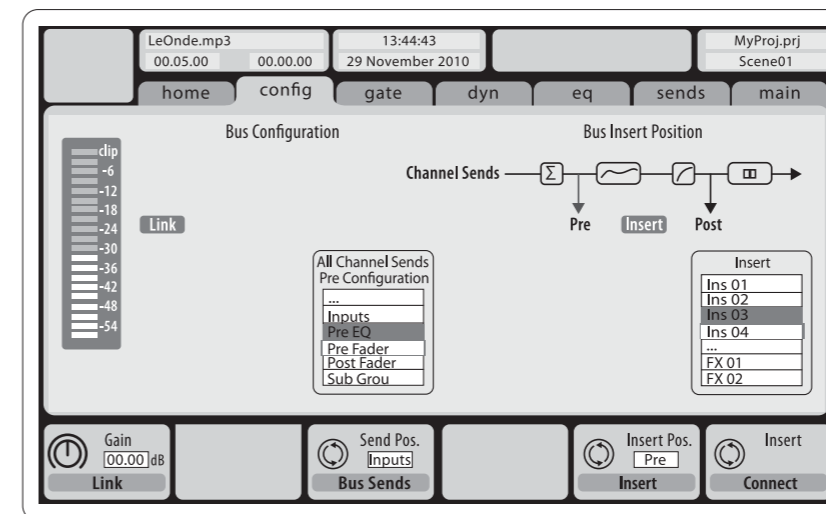 LeOnde.mp3
00.05.00 00.00.00
13:44:43
29 November 2010
MyProj.prj
Scene01
home config gate dyn eq sends main
Bus Configuration
Bus Insert Position
clip
-6
-12
-18
-24
-30
-36
-42
-48
-54
Link
Channel Sends
Σ
Pre Insert Post
All Channel Sends
Pre Configuration
...
Inputs
Pre EQ
Pre Fader
Post Fader
Sub Grou
Insert
Ins 01
Ins 02
Ins 03
Ins 04
...
FX 01
FX 02
Gain
00.00 dB
Link
Send Pos.
Inputs
Bus Sends
Insert Pos.
Pre
Insert
Insert
Connect